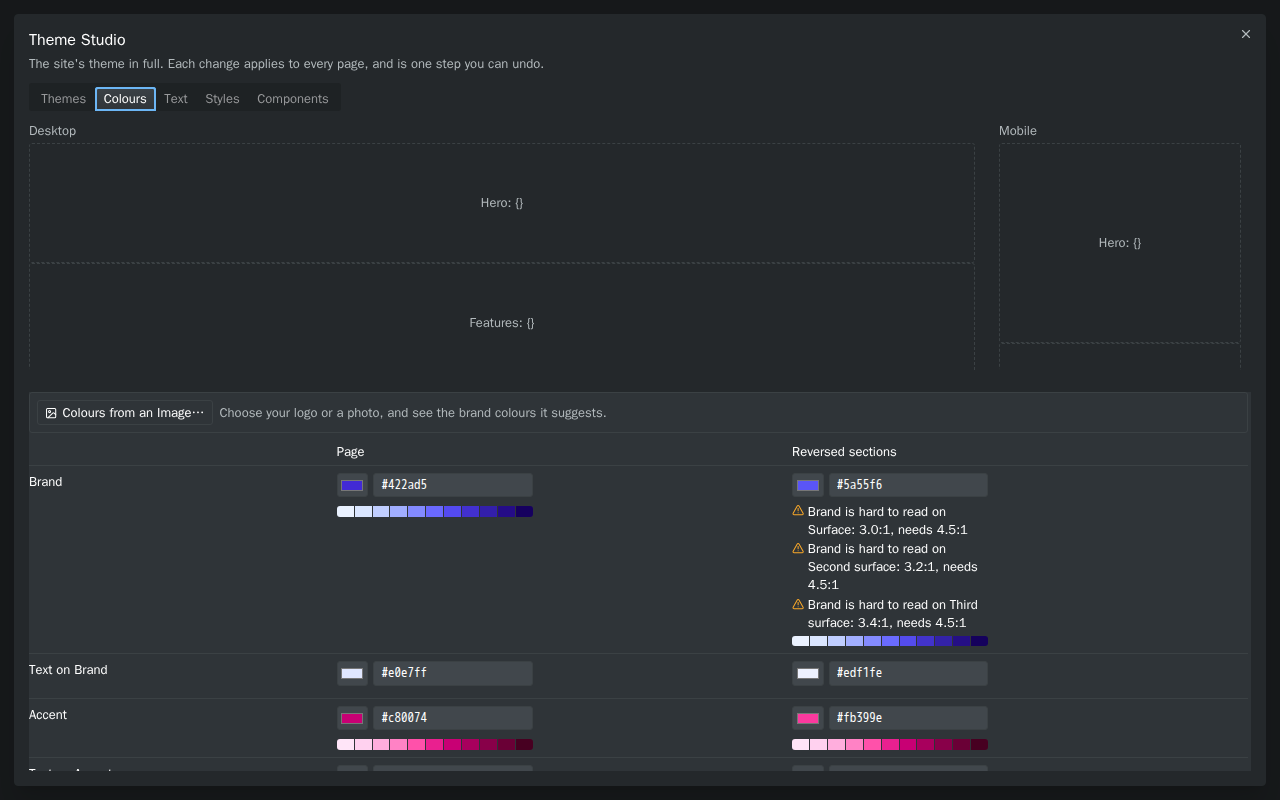 Theme Studio
The site's theme in full. Each change applies to every page, and is one step you can undo.
Themes Colours Text Styles Components
Desktop Mobile
Hero: {}
Hero: {}
Features: {}
Colours from an Image··· Choose your logo or a photo, and see the brand colours it suggests.
Page Reversed sections
Brand #422ad5 #5a55f6
Brand is hard to read on
Surface: 3.0:1, needs 4.5:1
Brand is hard to read on
Second surface: 3.2:1, needs
4.5:1
Brand is hard to read on Third
surface: 3.4:1, needs 4.5:1
Text on Brand #e0e7ff #edf1fe
Accent #c80074 #fb399e